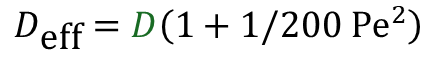 D_eff = D(1 + 1/200 Pe²)